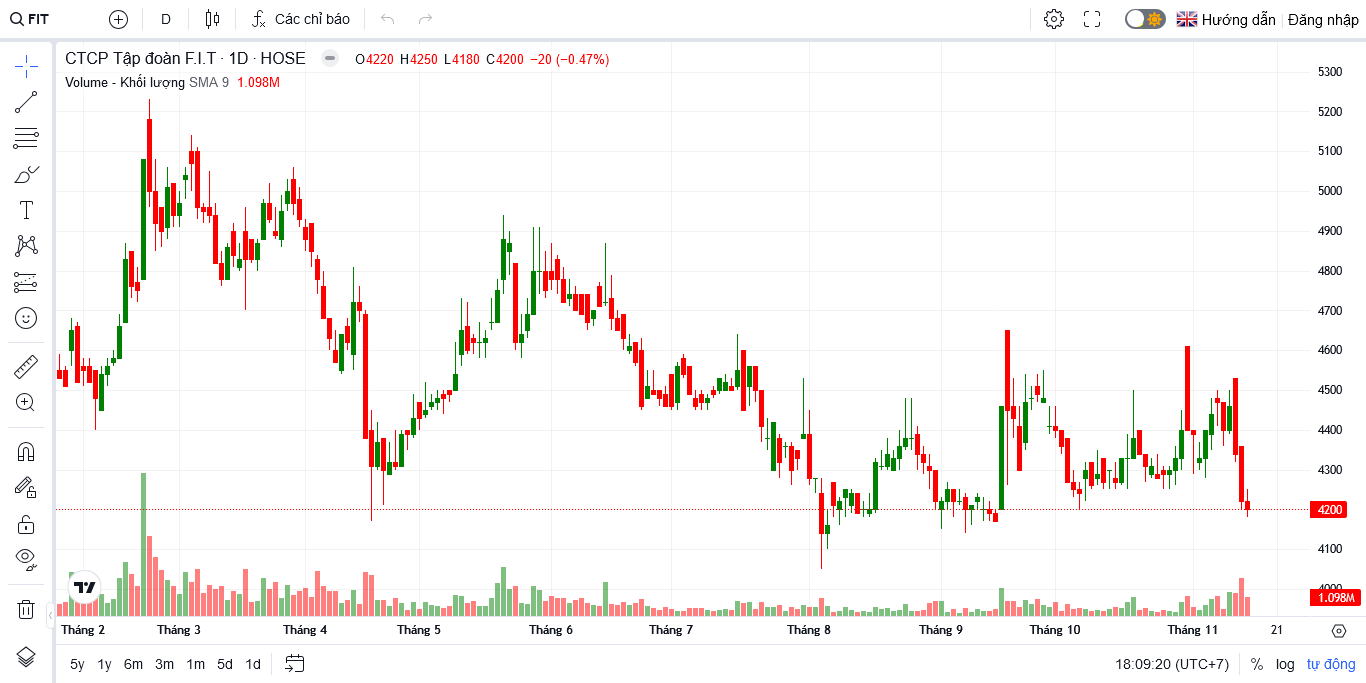 FIT D Các chỉ báo Hướng dẫn Đăng nhập
CTCP Tập đoàn F.I.T · 1D · HOSE O4220 H4250 L4180 C4200 −20 (−0.47%)
Volume - Khối lượng SMA 9 1.098M
5300
5200
5100
5000
4900
4800
4700
4600
4500
4400
4300
4200
4100
4000
1.098M
Tháng 2 Tháng 3 Tháng 4 Tháng 5 Tháng 6 Tháng 7 Tháng 8 Tháng 9 Tháng 10 Tháng 11 21
5y 1y 6m 3m 1m 5d 1d 18:09:20 (UTC+7) % log tự động